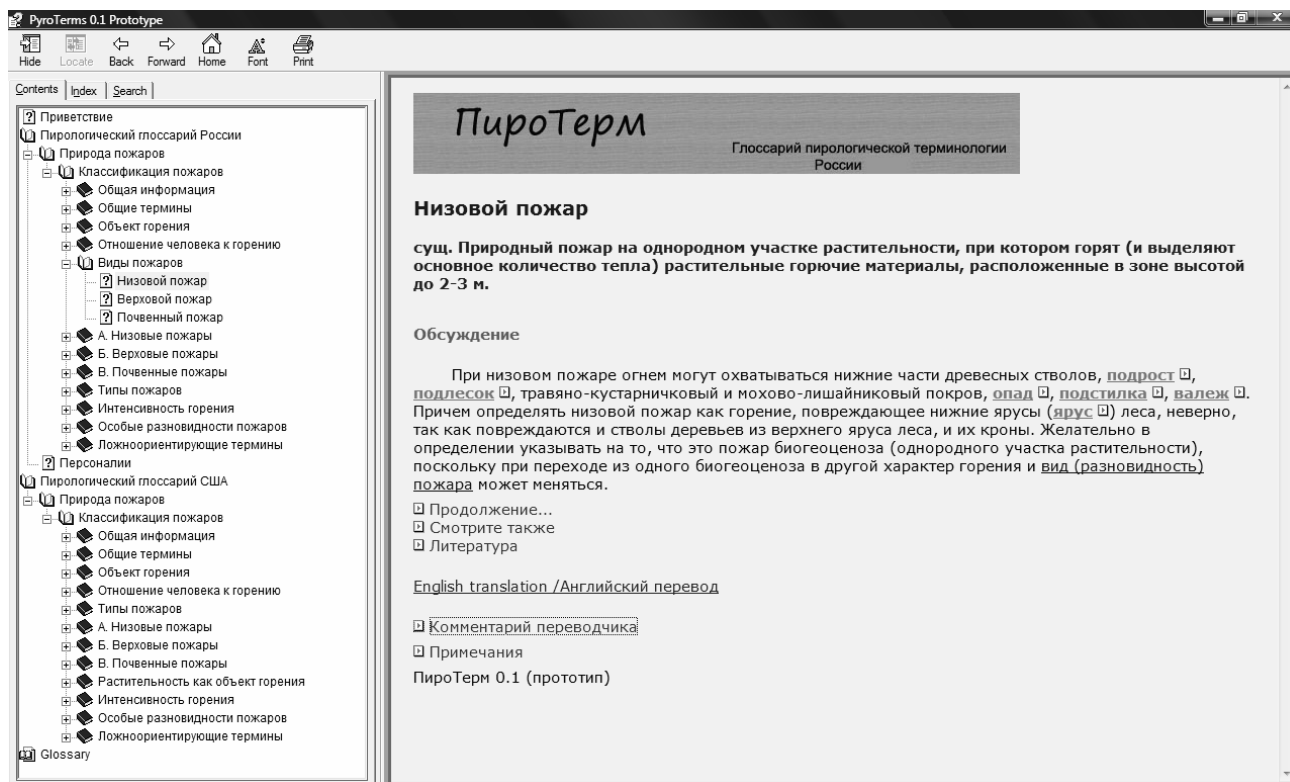 PyroTerms 0.1 Prototype
Hide Locate Back Forward Home Font Print
Contents Index Search
Приветствие
Пирологический глоссарий России
Природа пожаров
Классификация пожаров
Общая информация
Общие термины
Объект горения
Отношение человека к горению
Виды пожаров
Низовой пожар
Верховой пожар
Почвенный пожар
А. Низовые пожары
Б. Верховые пожары
В. Почвенные пожары
Типы пожаров
Интенсивность горения
Особые разновидности пожаров
Ложноориентирующие термины
Персоналии
Пирологический глоссарий США
Природа пожаров
Классификация пожаров
Общая информация
Общие термины
Объект горения
Отношение человека к горению
Типы пожаров
А. Низовые пожары
Б. Верховые пожары
В. Почвенные пожары
Растительность как объект горения
Интенсивность горения
Особые разновидности пожаров
Ложноориентирующие термины
Glossary
ПироТерм
Глоссарий пирологической терминологии
России
Низовой пожар
сущ. Природный пожар на однородном участке растительности, при котором горят (и выделяют
основное количество тепла) растительные горючие материалы, расположенные в зоне высотой
до 2-3 м.
Обсуждение
При низовом пожаре огнем могут охватываться нижние части древесных стволов, подрост,
подлесок, травяно-кустарничковый и мохово-лишайниковый покров, опад, подстилка, валеж.
Причем определять низовой пожар как горение, повреждающее нижние ярусы (ярус) леса, неверно,
так как повреждаются и стволы деревьев из верхнего яруса леса, и их кроны. Желательно в
определении указывать на то, что это пожар биогеоценоза (однородного участка растительности),
поскольку при переходе из одного биогеоценоза в другой характер горения и вид (разновидность)
пожара может меняться.
Продолжение...
Смотрите также
Литература
English translation /Английский перевод
Комментарий переводчика
Примечания
ПироТерм 0.1 (прототип)